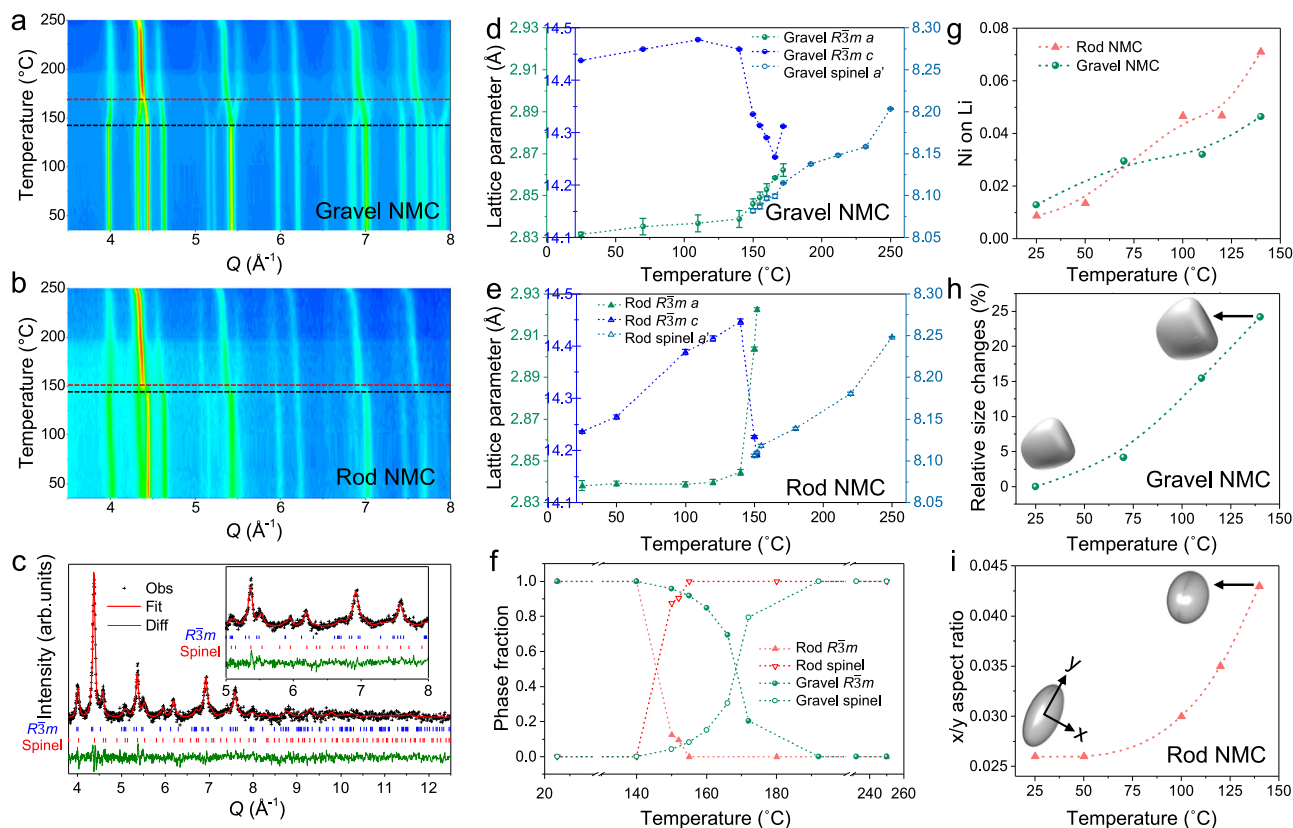 a
Temperature (°C)
250
200
150
100
50
Gravel NMC
4
5
6
7
8
Q (Å⁻¹)
b
Temperature (°C)
250
200
150
100
50
Rod NMC
4
5
6
7
8
Q (Å⁻¹)
c
Intensity (arb.units)
Obs
Fit
Diff
R3̅m
Spinel
5
6
7
8
R3̅m
Spinel
4
5
6
7
8
9
10
11
12
Q (Å⁻¹)
d
Lattice parameter (Å)
2.93
2.91
2.89
2.87
2.85
2.83
14.5
14.4
14.3
14.2
14.1
Gravel R3̅m a
Gravel R3̅m c
Gravel spinel a'
8.30
8.25
8.20
8.15
8.10
8.05
Gravel NMC
0
50
100
150
200
250
Temperature (˚C)
e
Lattice parameter (Å)
2.93
2.91
2.89
2.87
2.85
2.83
14.5
14.4
14.3
14.2
14.1
Rod R3̅m a
Rod R3̅m c
Rod spinel a'
8.30
8.25
8.20
8.15
8.10
8.05
Rod NMC
0
50
100
150
200
250
Temperature (˚C)
f
Phase fraction
1.0
0.8
0.6
0.4
0.2
0.0
Rod R3̅m
Rod spinel
Gravel R3̅m
Gravel spinel
20
140
160
180
200
260
Temperature (˚C)
g
Ni on Li
0.08
0.06
0.04
0.02
0.00
Rod NMC
Gravel NMC
25
50
75
100
125
150
Temperature (˚C)
h
Relative size changes (%)
25
20
15
10
5
0
Gravel NMC
25
50
75
100
125
150
Temperature (˚C)
i
x/y aspect ratio
0.045
0.040
0.035
0.030
0.025
y
x
Rod NMC
25
50
75
100
125
150
Temperature (˚C)